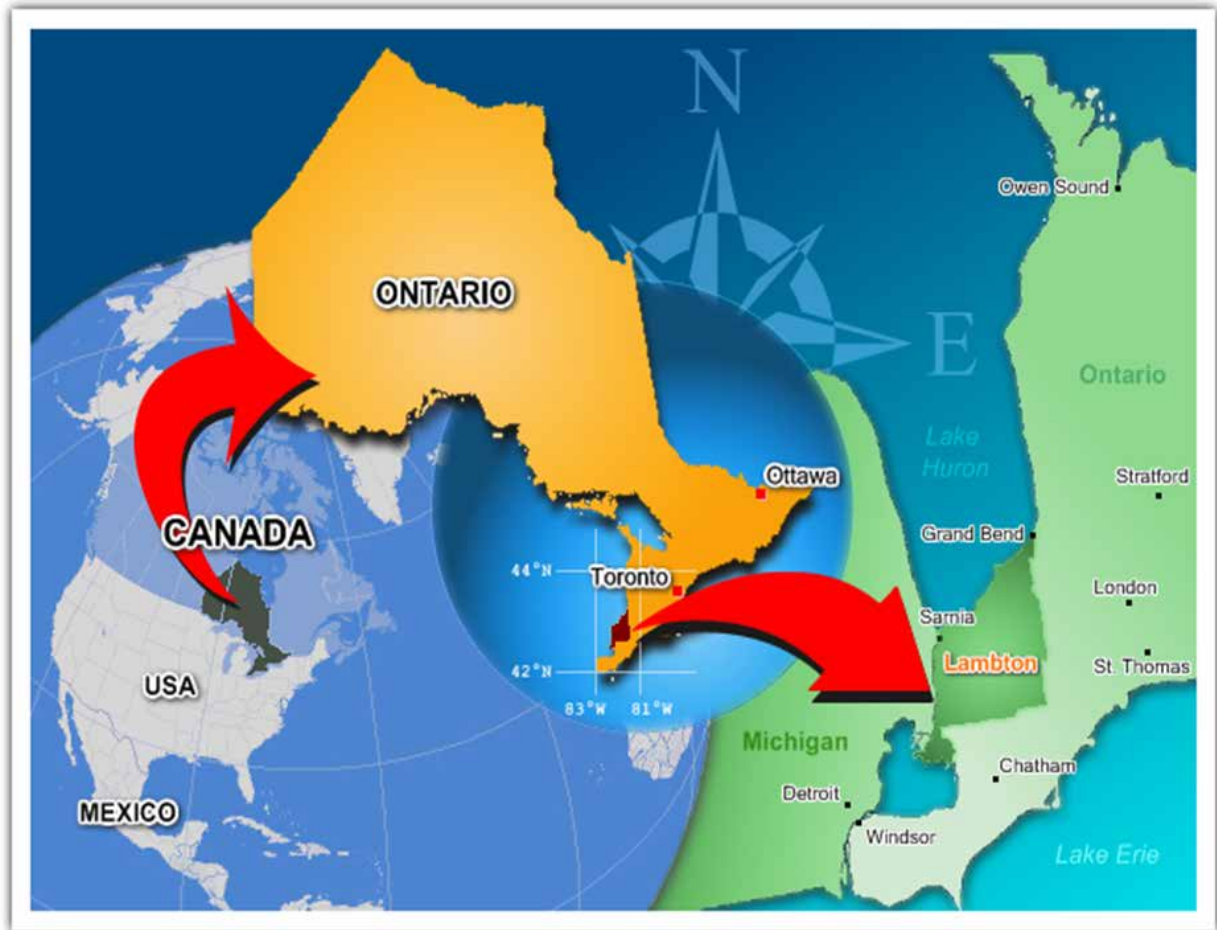 N
E
ONTARIO
CANADA
USA
MEXICO
Ottawa
Toronto
44°N
42°N
83°W
81°W
Owen Sound
Ontario
Lake
Huron
Stratford
Grand Bend
London
Sarnia
Lambton
St. Thomas
Michigan
Chatham
Detroit
Windsor
Lake Erie